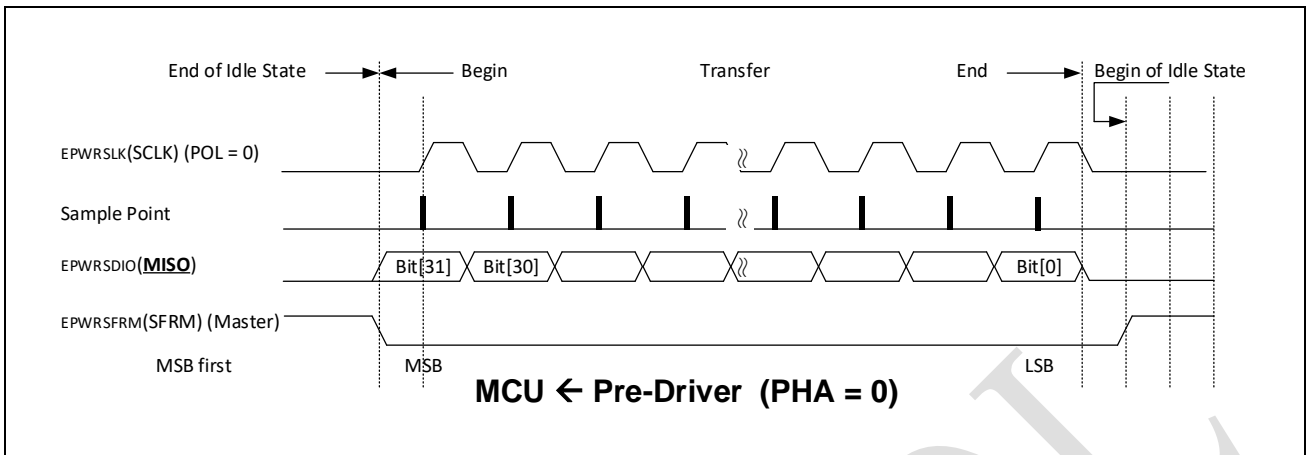 End of Idle State Begin Transfer End Begin of Idle State
EPWRSLK(SCLK) (POL = 0)
Sample Point
EPWRSDIO(MISO) Bit[31] Bit[30] Bit[0]
EPWRSFRM(SFRM) (Master)
MSB first MSB LSB
MCU ← Pre-Driver (PHA = 0)